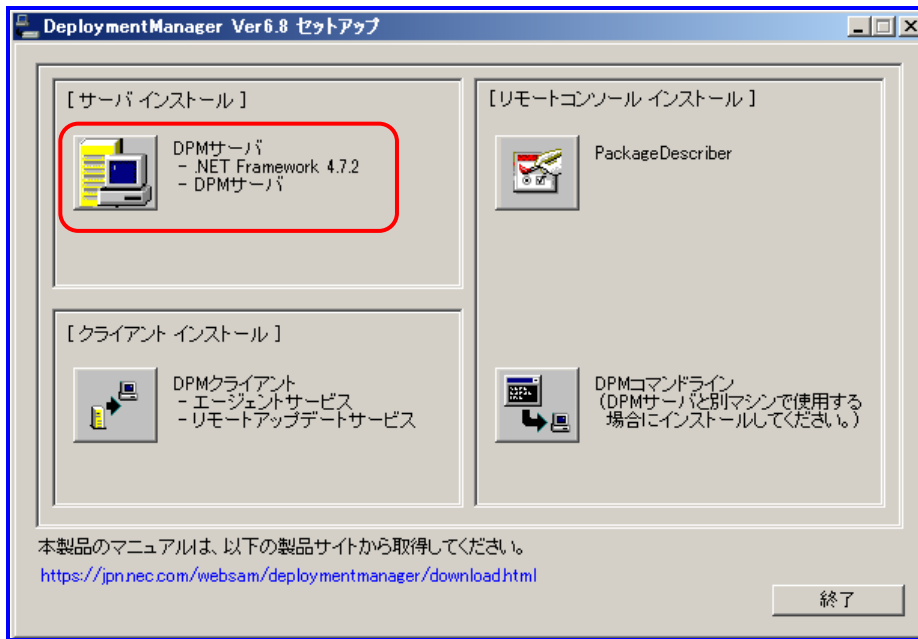 DeploymentManager Ver6.8 セットアップ
[ サーバ インストール ]
DPMサーバ
- .NET Framework 4.7.2
- DPMサーバ
[ リモートコンソール インストール ]
PackageDescriber
[ クライアント インストール ]
DPMクライアント
- エージェントサービス
- リモートアップデートサービス
DPMコマンドライン
(DPMサーバと別マシンで使用する
場合にインストールしてください。)
本製品のマニュアルは、以下の製品サイトから取得してください。
https://jpn.nec.com/websam/deploymentmanager/download.html
終了